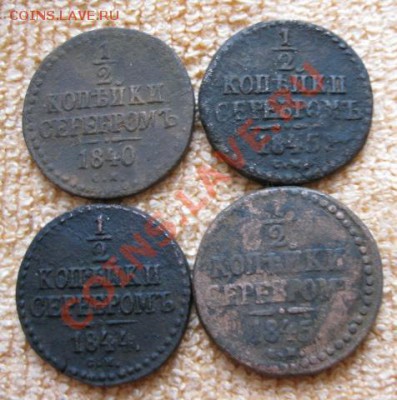 COINS.LAVE.RU
1/2
КОПѢЙКИ
СЕРЕБРОМЪ
1840
1/2
КОПѢЙКИ
СЕРЕБРОМЪ
1/2
КОПѢЙКИ
СЕРЕБРОМЪ
1844.
1/2
КОПѢЙКИ
СЕРЕБРОМЪ
1845
COINS.LAVE.RU